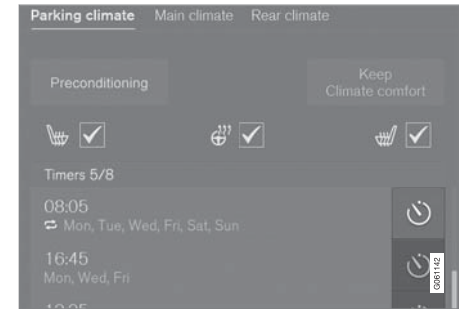 Parking climate Main climate Rear climate
Preconditioning
Keep
Climate comfort
Timers 5/8
08:05
Mon, Tue, Wed, Fri, Sat, Sun
16:45
Mon, Wed, Fri
G061142